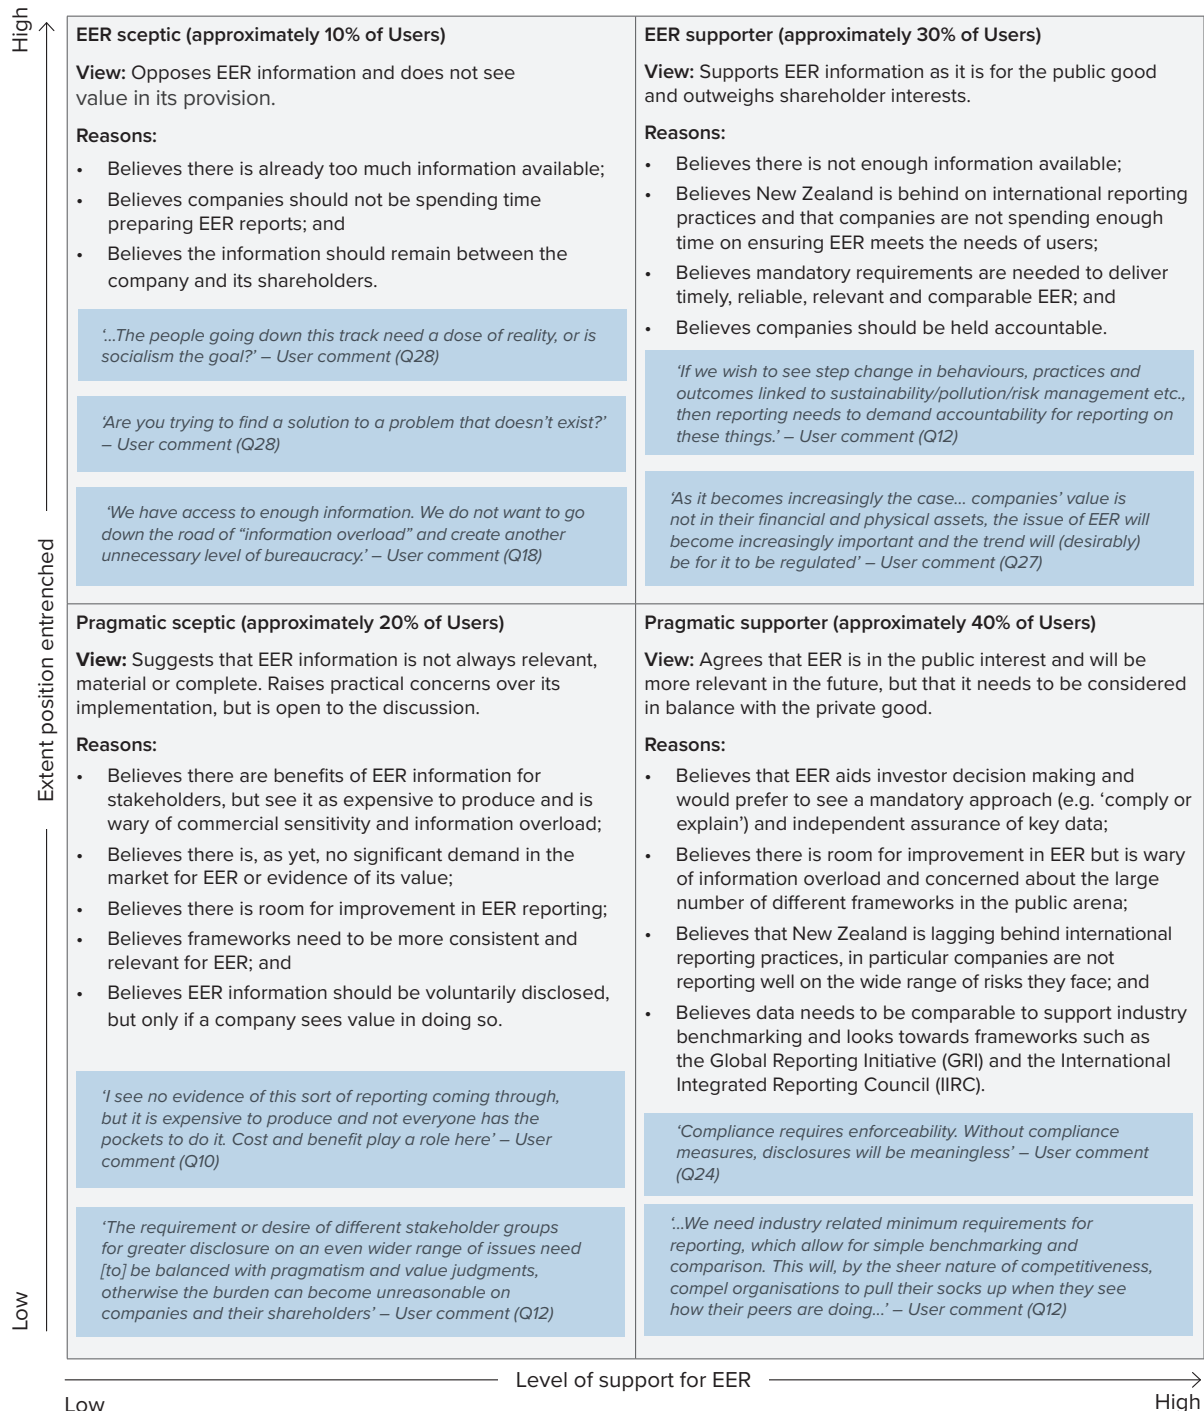 High
Extent position entrenched
Low
EER sceptic (approximately 10% of Users)
View: Opposes EER information and does not see
value in its provision.
Reasons:
• Believes there is already too much information available;
• Believes companies should not be spending time
preparing EER reports; and
• Believes the information should remain between the
company and its shareholders.
‘...The people going down this track need a dose of reality, or is
socialism the goal?’ – User comment (Q28)
‘Are you trying to find a solution to a problem that doesn’t exist?’
– User comment (Q28)
‘We have access to enough information. We do not want to go
down the road of “information overload” and create another
unnecessary level of bureaucracy.’ – User comment (Q18)
EER supporter (approximately 30% of Users)
View: Supports EER information as it is for the public good
and outweighs shareholder interests.
Reasons:
• Believes there is not enough information available;
• Believes New Zealand is behind on international reporting
practices and that companies are not spending enough
time on ensuring EER meets the needs of users;
• Believes mandatory requirements are needed to deliver
timely, reliable, relevant and comparable EER; and
• Believes companies should be held accountable.
‘If we wish to see step change in behaviours, practices and
outcomes linked to sustainability/pollution/risk management etc.,
then reporting needs to demand accountability for reporting on
these things.’ – User comment (Q12)
‘As it becomes increasingly the case... companies’ value is
not in their financial and physical assets, the issue of EER will
become increasingly important and the trend will (desirably)
be for it to be regulated’ – User comment (Q27)
Pragmatic sceptic (approximately 20% of Users)
View: Suggests that EER information is not always relevant,
material or complete. Raises practical concerns over its
implementation, but is open to the discussion.
Reasons:
• Believes there are benefits of EER information for
stakeholders, but see it as expensive to produce and is
wary of commercial sensitivity and information overload;
• Believes there is, as yet, no significant demand in the
market for EER or evidence of its value;
• Believes there is room for improvement in EER reporting;
• Believes frameworks need to be more consistent and
relevant for EER; and
• Believes EER information should be voluntarily disclosed,
but only if a company sees value in doing so.
‘I see no evidence of this sort of reporting coming through,
but it is expensive to produce and not everyone has the
pockets to do it. Cost and benefit play a role here’ – User
comment (Q10)
‘The requirement or desire of different stakeholder groups
for greater disclosure on an even wider range of issues need
[to] be balanced with pragmatism and value judgments,
otherwise the burden can become unreasonable on
companies and their shareholders’ – User comment (Q12)
Pragmatic supporter (approximately 40% of Users)
View: Agrees that EER is in the public interest and will be
more relevant in the future, but that it needs to be considered
in balance with the private good.
Reasons:
• Believes that EER aids investor decision making and
would prefer to see a mandatory approach (e.g. ‘comply or
explain’) and independent assurance of key data;
• Believes there is room for improvement in EER but is wary
of information overload and concerned about the large
number of different frameworks in the public arena;
• Believes that New Zealand is lagging behind international
reporting practices, in particular companies are not
reporting well on the wide range of risks they face; and
• Believes data needs to be comparable to support industry
benchmarking and looks towards frameworks such as
the Global Reporting Initiative (GRI) and the International
Integrated Reporting Council (IIRC).
‘Compliance requires enforceability. Without compliance
measures, disclosures will be meaningless’ – User comment
(Q24)
‘...We need industry related minimum requirements for
reporting, which allow for simple benchmarking and
comparison. This will, by the sheer nature of competitiveness,
compel organisations to pull their socks up when they see
how their peers are doing...’ – User comment (Q12)
Level of support for EER
Low
High